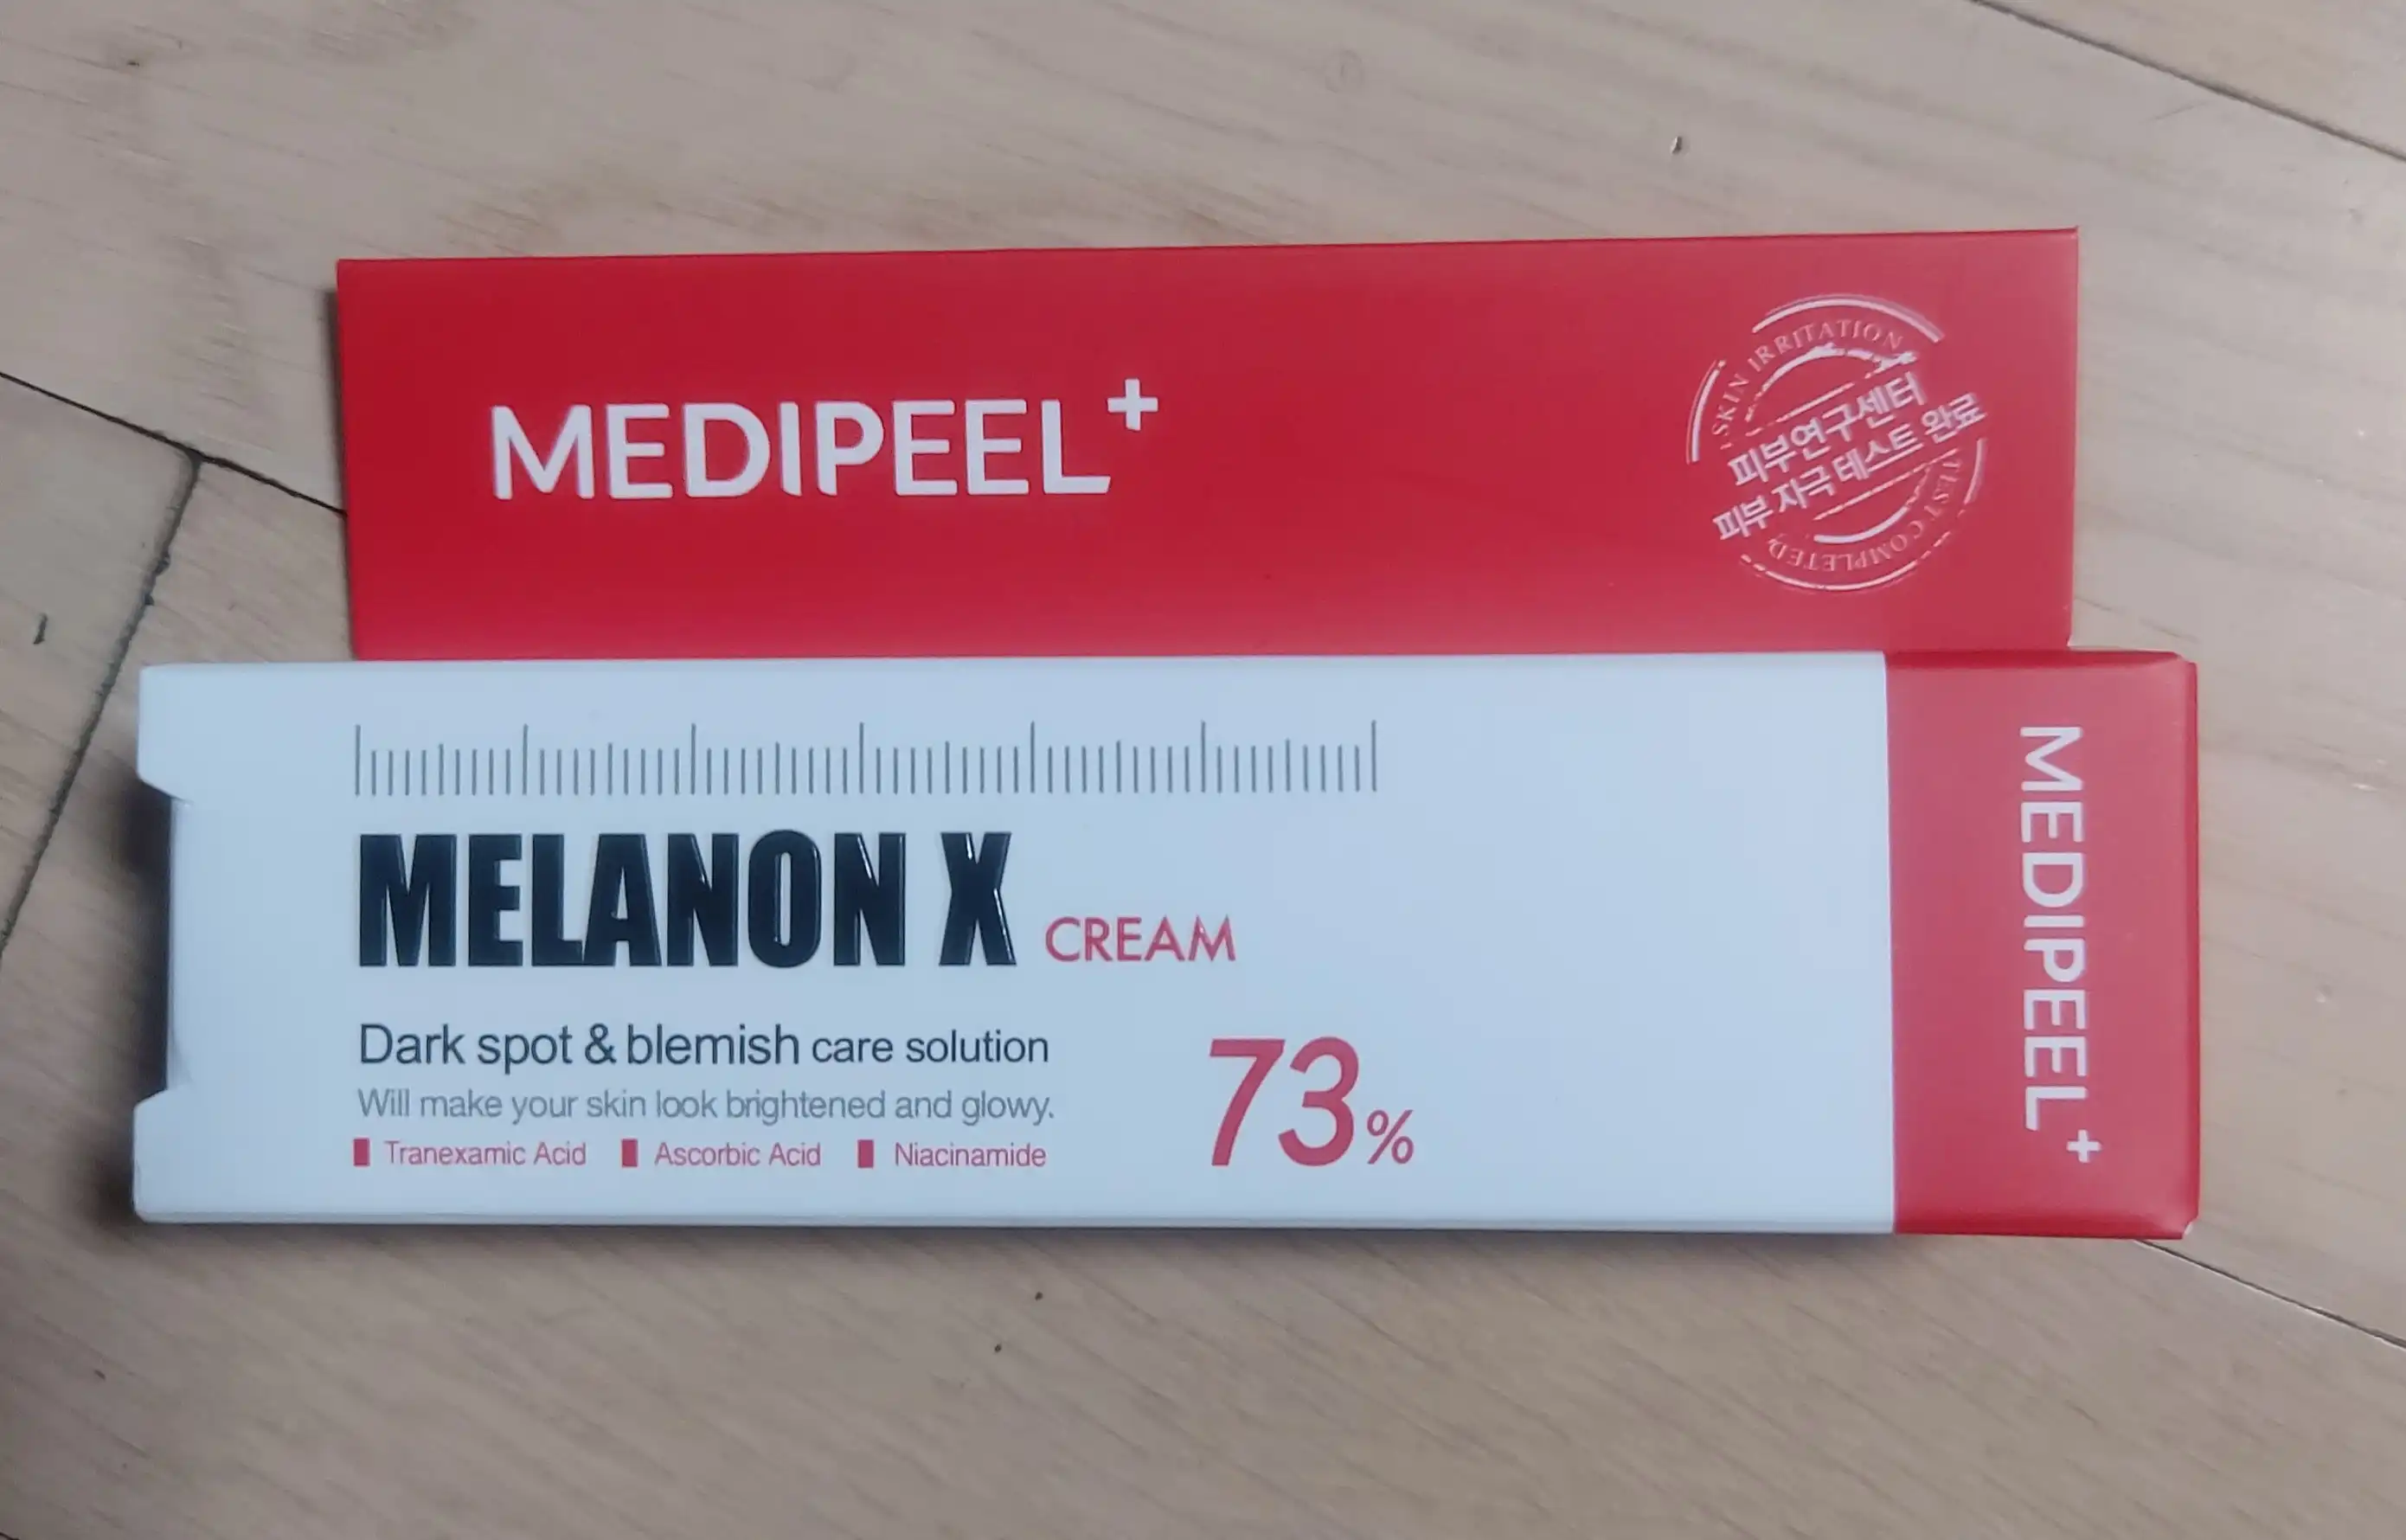 MEDIPEEL+
SKIN IRRITATION
피부연구센터
피부 자극 테스트 완료
TEST COMPLETED
MELANON X CREAM
Dark spot & blemish care solution
Will make your skin look brightened and glowy.
Tranexamic Acid Ascorbic Acid Niacinamide
73%
MEDIPEEL+